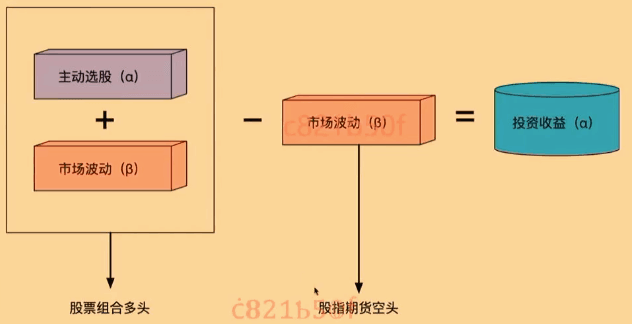 主动选股（α）
+
市场波动（β）
−
市场波动（β）
=
投资收益（α）
股票组合多头
股指期货空头